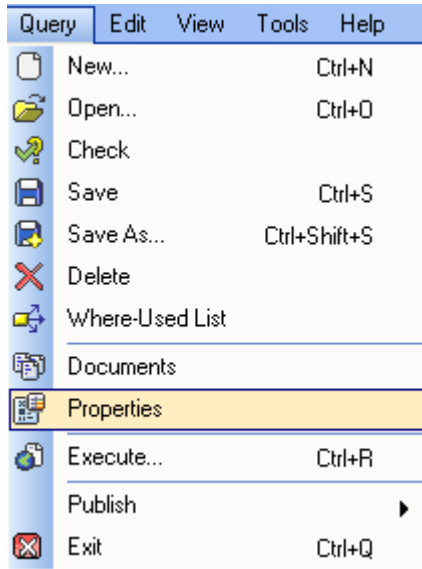 Query Edit View Tools Help
New... Ctrl+N
Open... Ctrl+O
Check
Save Ctrl+S
Save As... Ctrl+Shift+S
Delete
Where-Used List
Documents
Properties
Execute... Ctrl+R
Publish
Exit Ctrl+Q